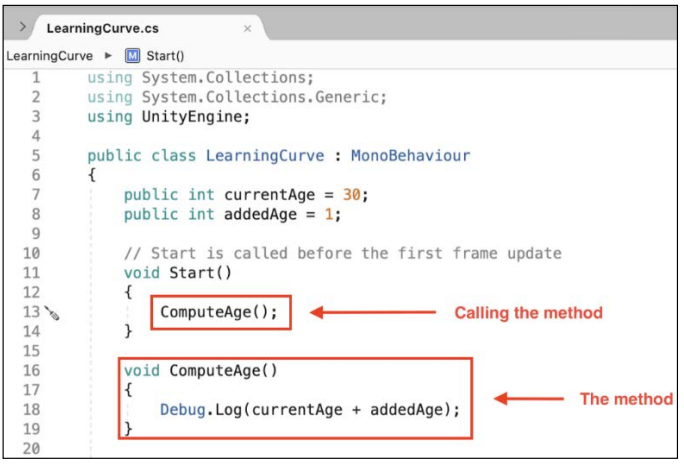 LearningCurve.cs ×
LearningCurve ▶ M Start()
1 using System.Collections;
2 using System.Collections.Generic;
3 using UnityEngine;
4
5 public class LearningCurve : MonoBehaviour
6 {
7 public int currentAge = 30;
8 public int addedAge = 1;
9
10 // Start is called before the first frame update
11 void Start()
12 {
13 ComputeAge(); Calling the method
14 }
15
16 void ComputeAge()
17 {
18 Debug.Log(currentAge + addedAge); The method
19 }
20